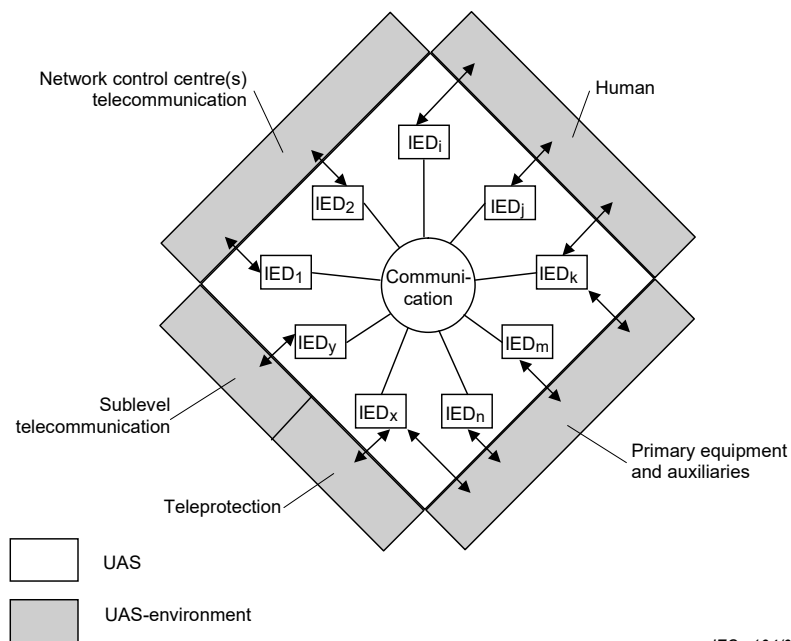 Network control centre(s)
telecommunication
Human
IEDi
IED2
IEDj
IED1
Communi-
cation
IEDk
IEDy
IEDm
Sublevel
telecommunication
IEDx
IEDn
Primary equipment
and auxiliaries
Teleprotection
UAS
UAS-environment